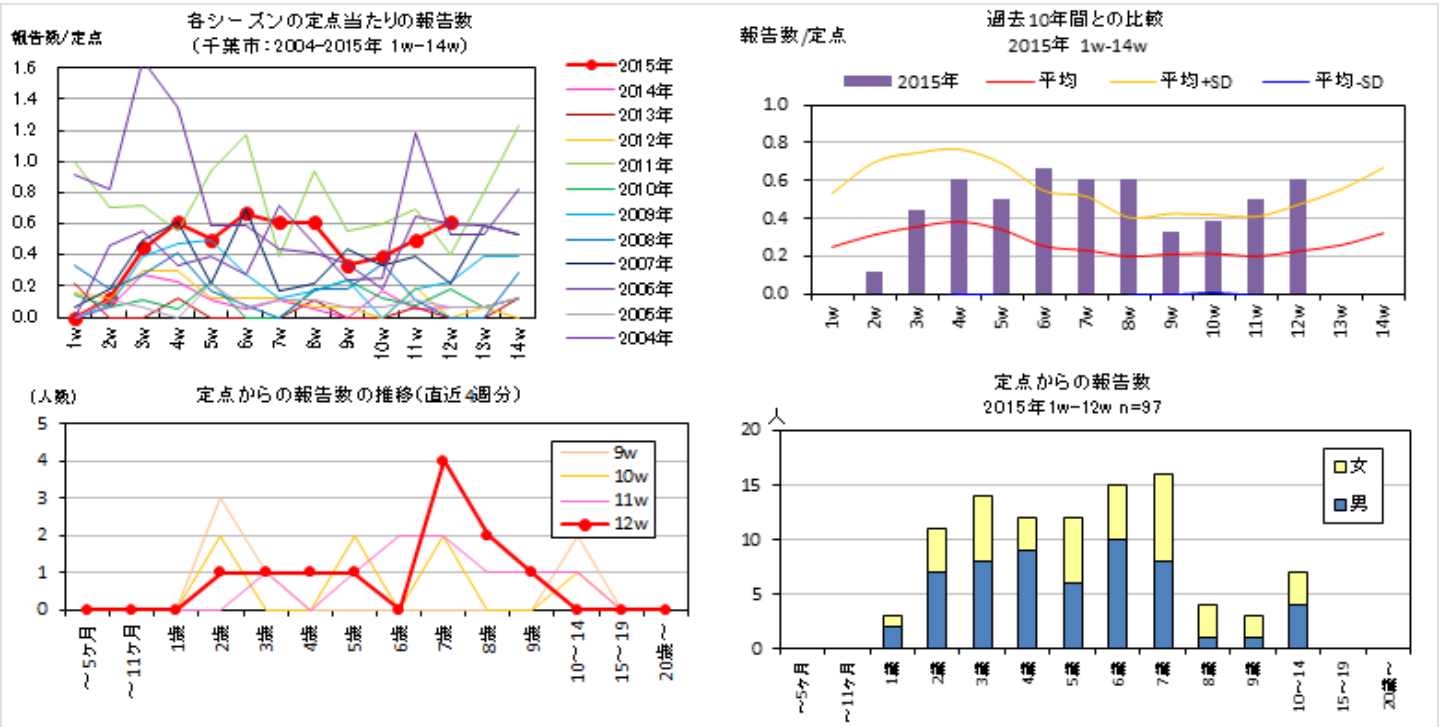 各シーズンの定点当たりの報告数
(千葉市：2004-2015年 1w-14w)
報告数/定点
1.6
1.4
1.2
1.0
0.8
0.6
0.4
0.2
0.0
1w
2w
3w
4w
5w
6w
7w
8w
9w
10w
11w
12w
13w
14w
2015年
2014年
2013年
2012年
2011年
2010年
2009年
2008年
2007年
2006年
2005年
2004年
過去10年間との比較
2015年 1w-14w
報告数/定点
2015年
平均
平均+SD
平均-SD
1.0
0.8
0.6
0.4
0.2
0.0
1w
2w
3w
4w
5w
6w
7w
8w
9w
10w
11w
12w
13w
14w
(人数)
定点からの報告数の推移(直近4週分)
5
4
3
2
1
0
9w
10w
11w
12w
～5ヶ月
～11ヶ月
1歳
2歳
3歳
4歳
5歳
6歳
7歳
8歳
9歳
10～14
15～19
20歳～
定点からの報告数
2015年1w-12w n=97
人
20
15
10
5
0
女
男
～5ヶ月
～11ヶ月
1歳
2歳
3歳
4歳
5歳
6歳
7歳
8歳
9歳
10～14
15～19
20歳～